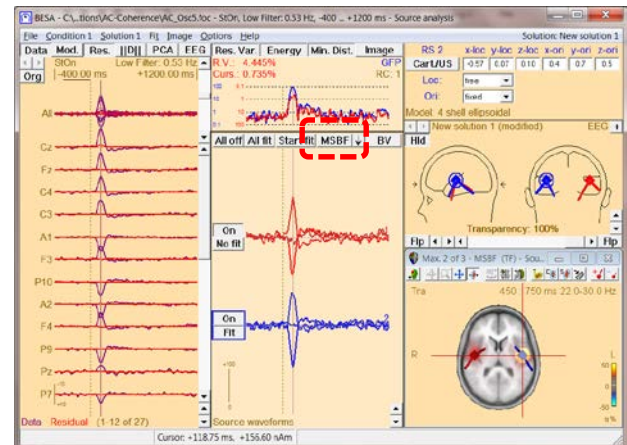 BESA - C:\...tions\AC-Coherence\AC_Osc5.foc - StOn, Low Filter: 0.53 Hz, -400 ... +1200 ms - Source analysis
File Condition 1 Solution 1 Fit Image Options Help Solution: New solution 1
Data Mod. Res. ||D|| PCA EEG Res. Var Energy Min. Dist. Image
Org StOn Low Filter: 0.53 Hz
-400.00 ms +1200.00 ms
R.V.: 4.445% GFP
Curs.: 0.735% RC: 1
RS 2 x-loc y-loc z-loc x-ori y-ori z-ori
Cart/US -0.57 0.07 0.10 0.4 0.7 0.5
Loc: free
Ori: fixed
Model: 4 shell ellipsoidal
All off All fit Start fit MSBF BV
New solution 1 (modified) EEG
Hld
All
Cz
Fz
C4
C3
A1
F3
P10
A2
F4
P9
Pz
P7
On
No fit
On
Fit
2
+100
Transparency: 100%
Flp Flp
Max. 2 of 3 - MSBF (TF) - Sou...
Tra 450 750 ms 22.0-30.0 Hz
R L
Data Residual (1-12 of 27) Source waveforms
Cursor: +118.75 ms, +156.60 nAm